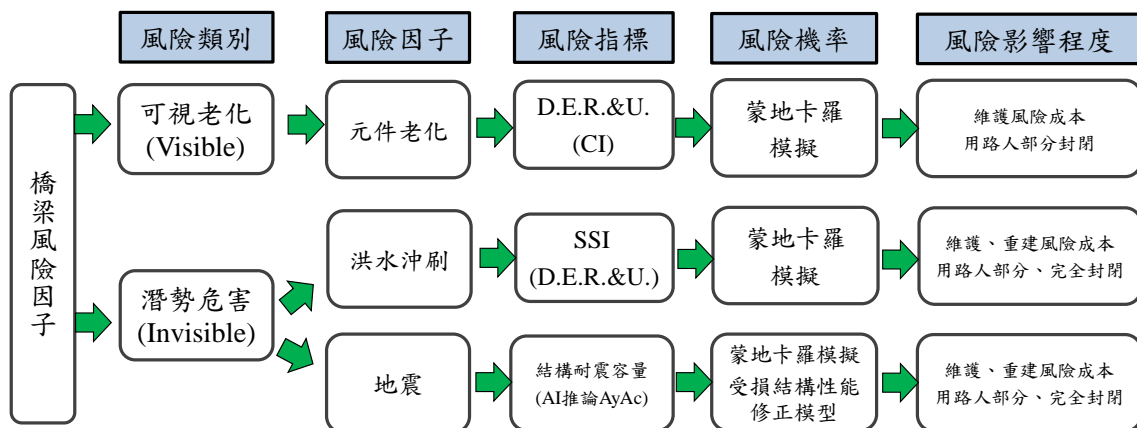 風險類別
風險因子
風險指標
風險機率
風險影響程度
橋梁風險因子
可視老化
(Visible)
元件老化
D.E.R.&U.
(CI)
蒙地卡羅
模擬
維護風險成本
用路人部分封閉
潛勢危害
(Invisible)
洪水沖刷
SSI
(D.E.R.&U.)
蒙地卡羅
模擬
維護、重建風險成本
用路人部分、完全封閉
地震
結構耐震容量
(AI推論AyAc)
蒙地卡羅模擬
受損結構性能
修正模型
維護、重建風險成本
用路人部分、完全封閉